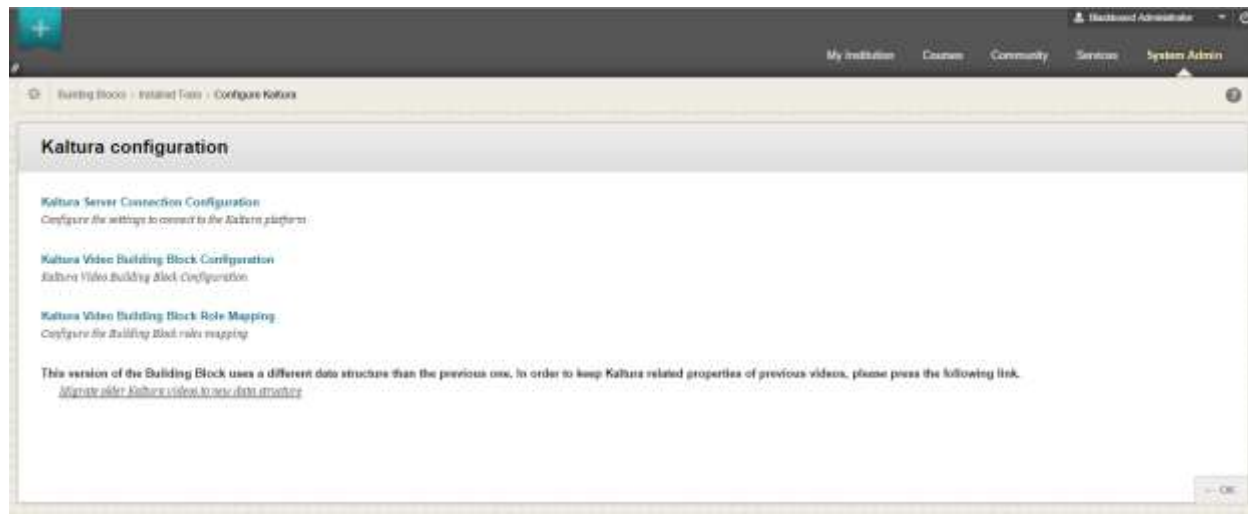 +
Blackboard Administrator
My Institution Courses Community Services System Admin
Building Blocks Installed Tools Configure Kaltura
?
Kaltura configuration
Kaltura Server Connection Configuration
Configure the settings to connect to the Kaltura platform
Kaltura Video Building Block Configuration
Kaltura Video Building Block Configuration
Kaltura Video Building Block Role Mapping
Configure the Building Block roles mapping
This version of the Building Block uses a different data structure than the previous one. In order to keep Kaltura related properties of previous videos, please press the following link.
Migrate older Kaltura videos to new data structure
← OK